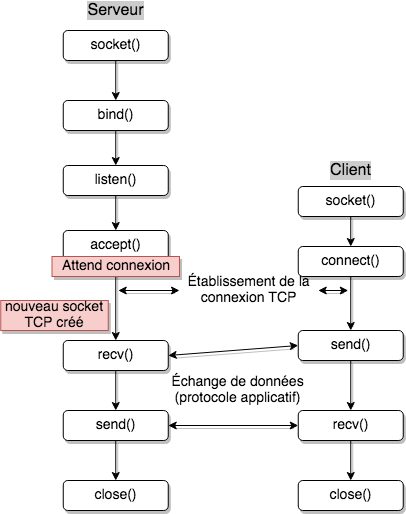 Serveur
socket()
bind()
listen()
accept()
Attend connexion
nouveau socket
TCP créé
recv()
send()
close()
Client
socket()
connect()
Établissement de la
connexion TCP
send()
Échange de données
(protocole applicatif)
recv()
close()